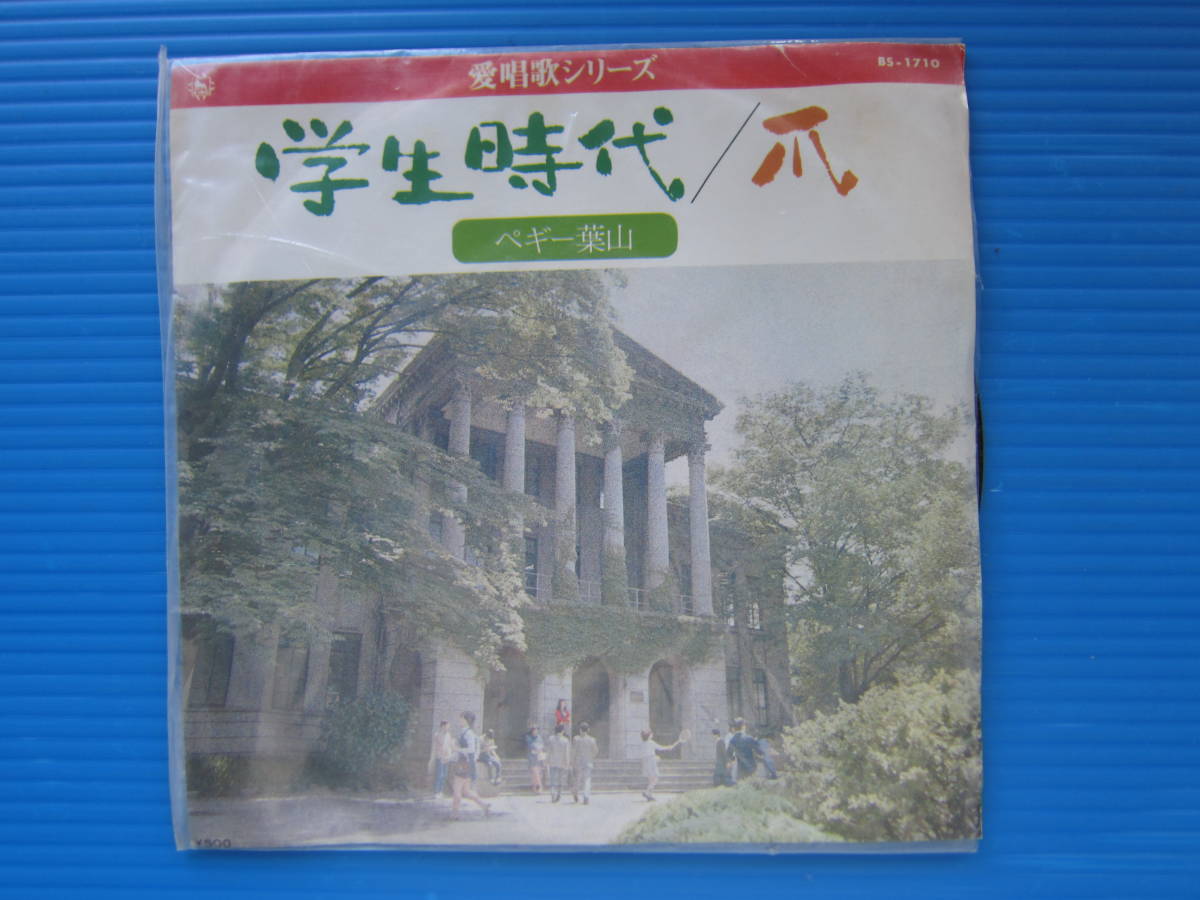 愛唱歌シリーズ
BS-1710
学生時代/爪
ペギー葉山
¥500